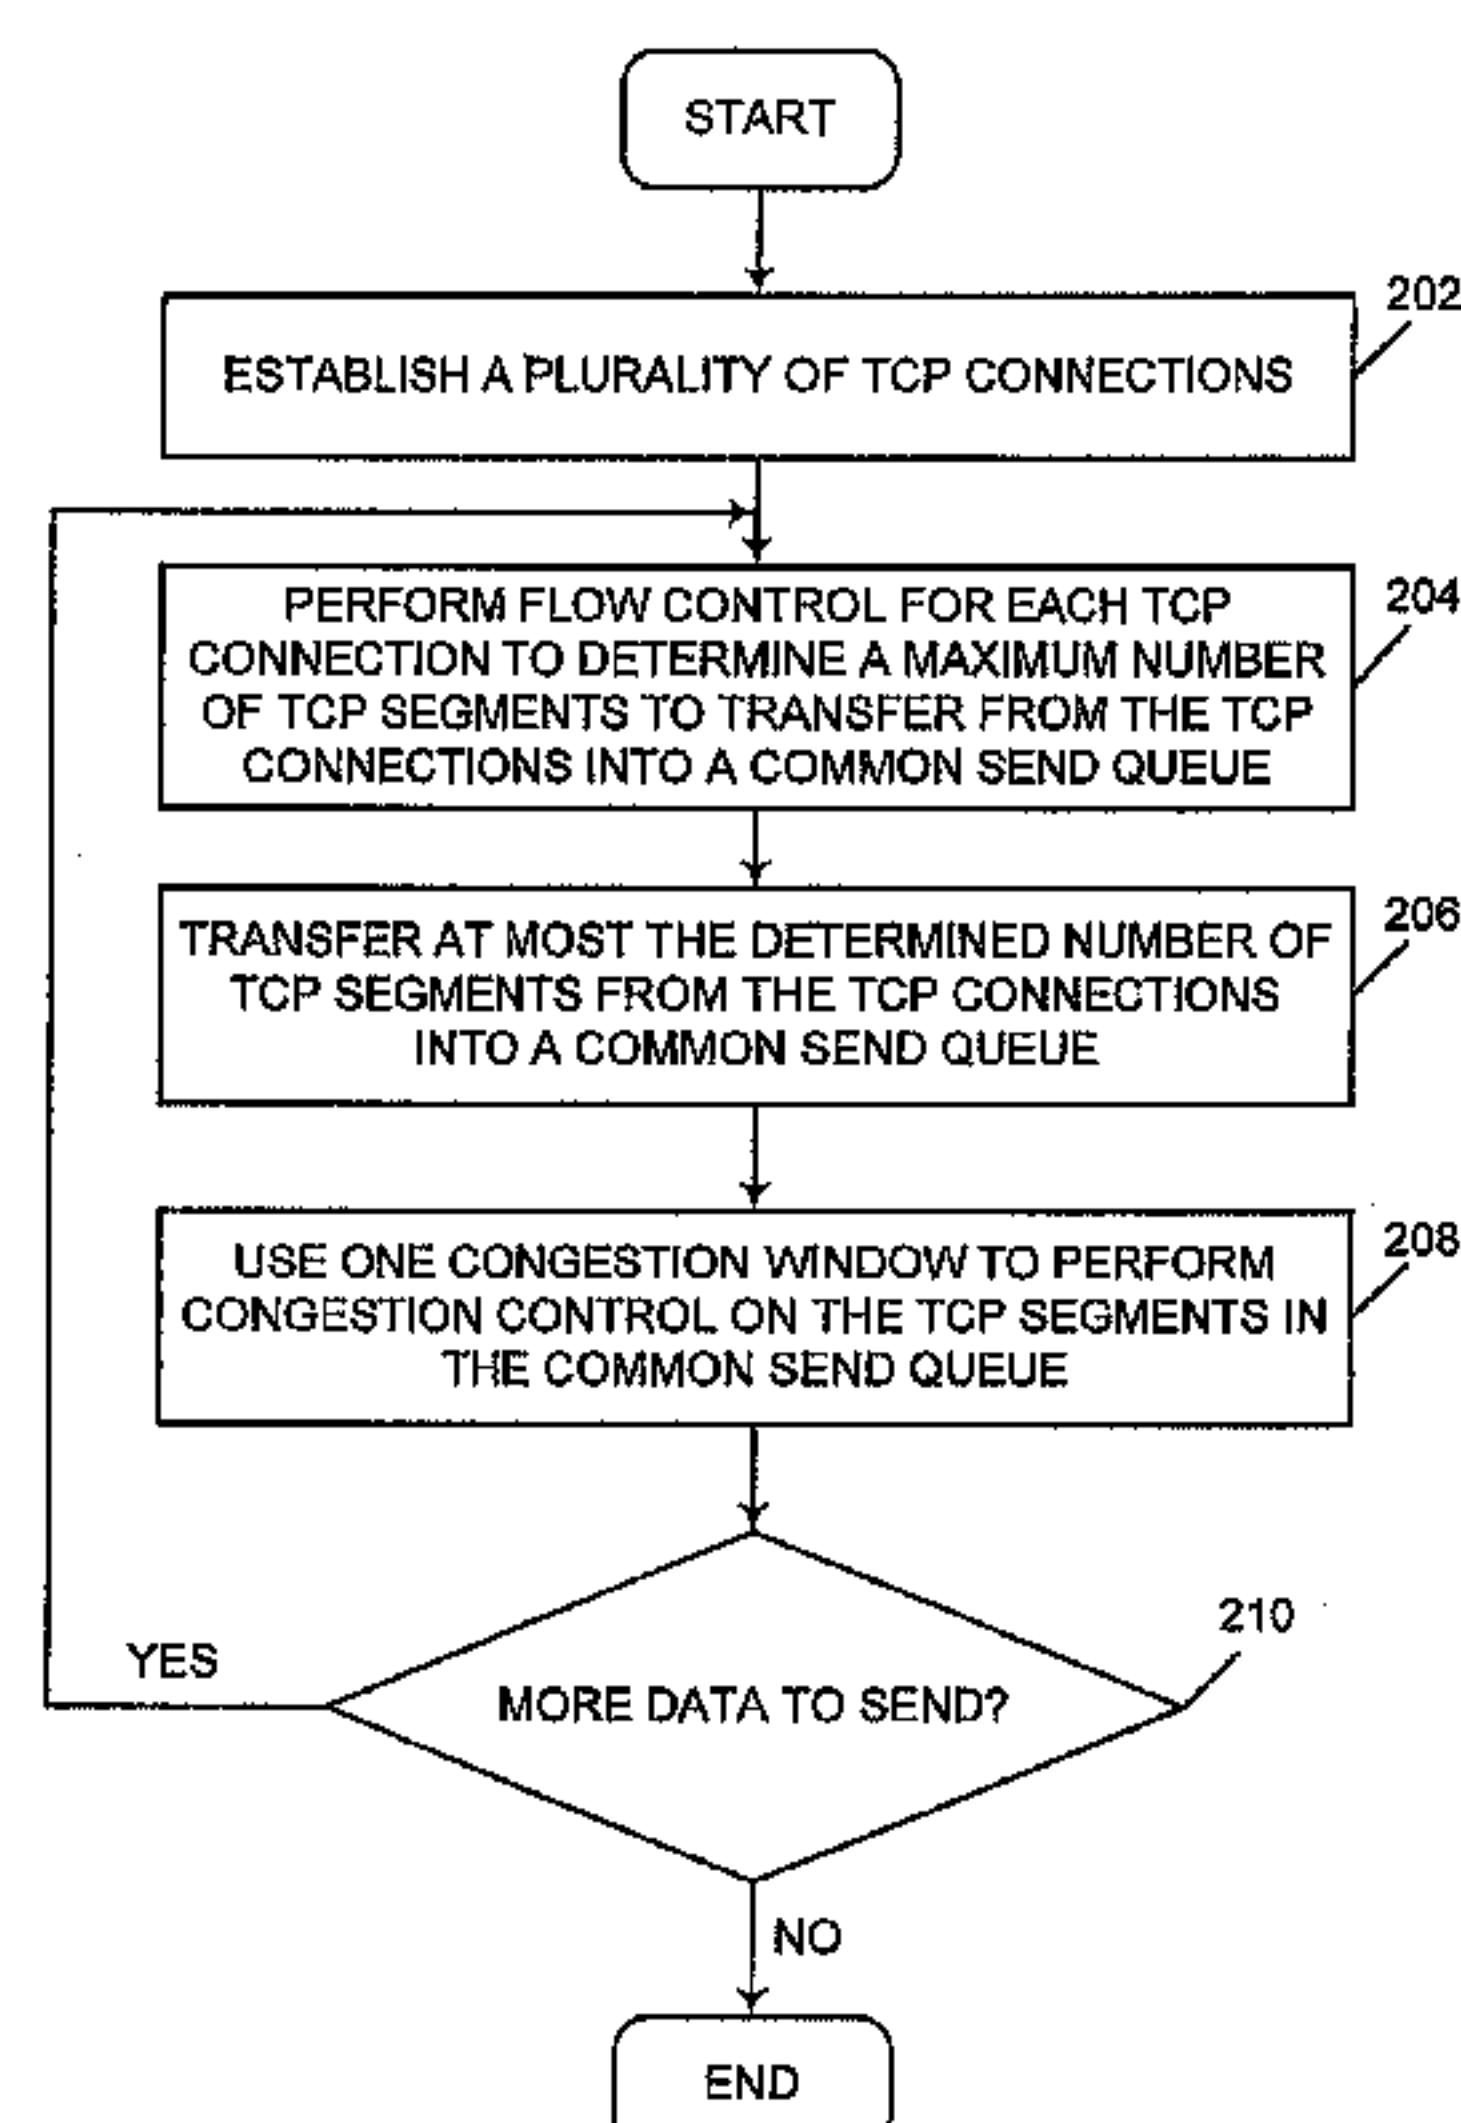 START
202
ESTABLISH A PLURALITY OF TCP CONNECTIONS
204
PERFORM FLOW CONTROL FOR EACH TCP
CONNECTION TO DETERMINE A MAXIMUM NUMBER
OF TCP SEGMENTS TO TRANSFER FROM THE TCP
CONNECTIONS INTO A COMMON SEND QUEUE
206
TRANSFER AT MOST THE DETERMINED NUMBER OF
TCP SEGMENTS FROM THE TCP CONNECTIONS
INTO A COMMON SEND QUEUE
208
USE ONE CONGESTION WINDOW TO PERFORM
CONGESTION CONTROL ON THE TCP SEGMENTS IN
THE COMMON SEND QUEUE
210
YES
MORE DATA TO SEND?
NO
END